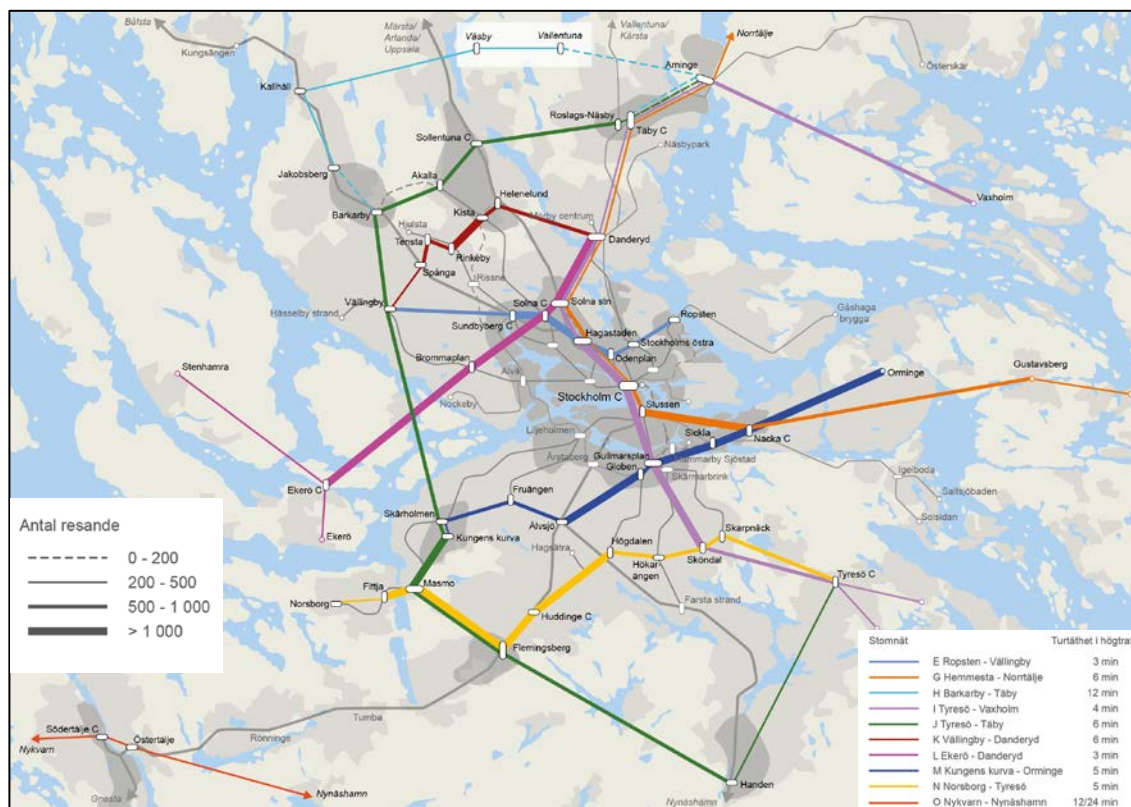 Bålsta
Kungsängen
Märsta/
Arlanda/
Uppsala
Väsby
Vallentuna
Vallentuna/
Kårsta
Norrtälje
Arninge
Österskär
Kallhäll
Roslags-Näsby
Täby C
Sollentuna C
Näsbypark
Jakobsberg
Akalla
Helenelund
Vaxholm
Barkarby
Kista
Mörby centrum
Hjulsta
Tensta
Danderyd
Rinkeby
Spånga
Rissne
Solna C
Solna stn
Vällingby
Hässelby strand
Sundbyberg C
Ropsten
Gåshaga
brygga
Hagastaden
Stockholms östra
Odenplan
Stenhamra
Brommaplan
Alvik
Gustavsberg
Orminge
Nockeby
Stockholm C
Slussen
Liljeholmen
Sickla
Nacka C
Årstaberg
Gullmarsplan
Hammarby Sjöstad
Globen
Skärmarbrink
Igelboda
Saltsjöbaden
Solsidan
Ekerö C
Fruängen
Skärholmen
Älvsjö
Ekerö
Kungens kurva
Högdalen
Skarpnäck
Hagsätra
Hökar-
ängen
Sköndal
Fittja
Masmo
Tyresö C
Norsborg
Farsta strand
Huddinge C
Flemingsberg
Tumba
Södertälje C
Östertälje
Rönninge
Nykvarn
Gnesta
Nynäshamn
Handen
Nynäshamn
Antal resande
0 - 200
200 - 500
500 - 1 000
> 1 000
Stomnät Turtäthet i högtraf
E Ropsten - Vällingby 3 min
G Hemmesta - Norrtälje 6 min
H Barkarby - Täby 12 min
I Tyresö - Vaxholm 4 min
J Tyresö - Täby 6 min
K Vällingby - Danderyd 6 min
L Ekerö - Danderyd 3 min
M Kungens kurva - Orminge 5 min
N Norsborg - Tyresö 5 min
O Nykvarn - Nynäshamn 12/24 min